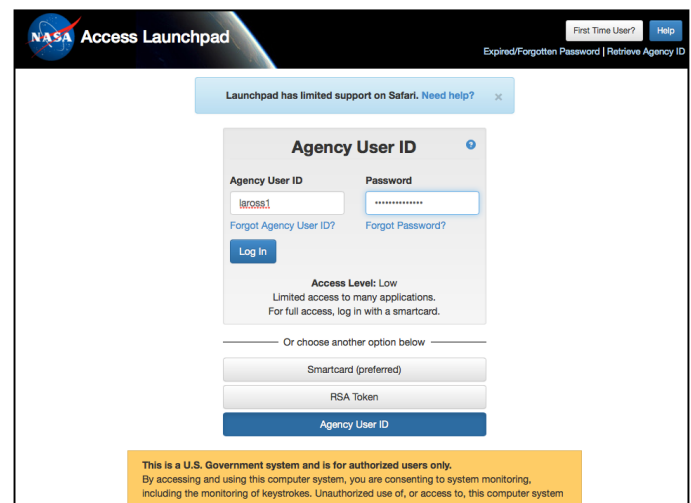 NASA Access Launchpad
First Time User? Help
Expired/Forgotten Password | Retrieve Agency ID
Launchpad has limited support on Safari. Need help? ×
Agency User ID ?
Agency User ID Password
laross1 ••••••••••••••
Forgot Agency User ID? Forgot Password?
Log In
Access Level: Low
Limited access to many applications.
For full access, log in with a smartcard.
Or choose another option below
Smartcard (preferred)
RSA Token
Agency User ID
This is a U.S. Government system and is for authorized users only.
By accessing and using this computer system, you are consenting to system monitoring,
including the monitoring of keystrokes. Unauthorized use of, or access to, this computer system